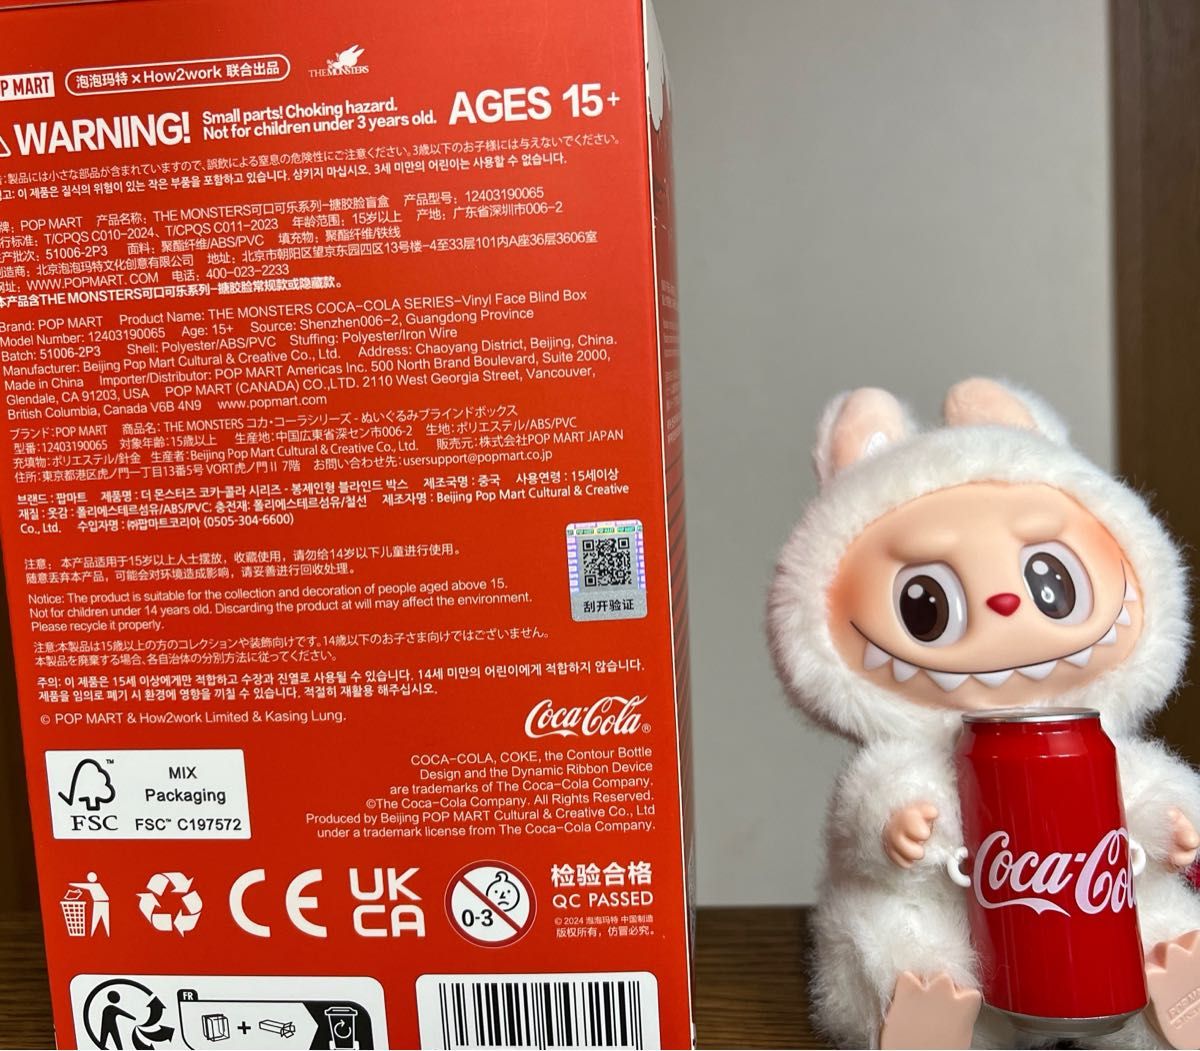 P MART 泡泡玛特 × How2work 联合出品 THE MONSTERS
WARNING! Small parts! Choking hazard.
Not for children under 3 years old. AGES 15+
:製品には小さな部品が含まれていますので、誤飲による窒息の危険性にご注意ください。3歳以下のお子様には与えないでください。
고: 이 제품은 질식의 위험이 있는 작은 부품을 포함하고 있습니다. 삼키지 마십시오. 3세 미만의 어린이는 사용할 수 없습니다.
牌：POP MART 产品名称：THE MONSTERS可口可乐系列-搪胶脸盲盒 产品型号：12403190065
行标准：T/CPQS C010-2024、T/CPQS C011-2023 年龄范围：15岁以上 产地：广东省深圳市006-2
产批次：51006-2P3 面料：聚酯纤维/ABS/PVC 填充物：聚酯纤维/铁线
制造商：北京泡泡玛特文化创意有限公司 地址：北京市朝阳区望京东园四区13号楼-4至33层101内A座36层3606室
网址：WWW.POPMART.COM 电话：400-023-2233
本产品含THE MONSTERS可口可乐系列-搪胶脸常规款或隐藏款。
Brand: POP MART Product Name: THE MONSTERS COCA-COLA SERIES-Vinyl Face Blind Box
Model Number: 12403190065 Age: 15+ Source: Shenzhen006-2, Guangdong Province
Batch: 51006-2P3 Shell: Polyester/ABS/PVC Stuffing: Polyester/Iron Wire
Manufacturer: Beijing Pop Mart Cultural & Creative Co., Ltd. Address: Chaoyang District, Beijing, China.
Made in China Importer/Distributor: POP MART Americas Inc. 500 North Brand Boulevard, Suite 2000,
Glendale, CA 91203, USA POP MART (CANADA) CO.,LTD. 2110 West Georgia Street, Vancouver,
British Columbia, Canada V6B 4N9 www.popmart.com
ブランド:POP MART 商品名: THE MONSTERS コカ・コーラシリーズ - ぬいぐるみブラインドボックス
型番:12403190065 対象年齢:15歳以上 生産地:中国広東省深セン市006-2 生地:ポリエステル/ABS/PVC
充填物:ポリエステル/針金 生産者:Beijing Pop Mart Cultural & Creative Co., Ltd. 販売元:株式会社POP MART JAPAN
住所:東京都港区虎ノ門一丁目13番5号 VORT虎ノ門Ⅱ 7階 お問い合わせ先:usersupport@popmart.co.jp
브랜드 : 팝마트 제품명 : 더 몬스터즈 코카-콜라 시리즈 - 봉제인형 블라인드 박스 제조국명 : 중국 사용연령 : 15세이상
재질 : 옷감 : 폴리에스테르섬유/ABS/PVC 충전재: 폴리에스테르섬유/철선 제조자명 : Beijing Pop Mart Cultural & Creative
Co., Ltd. 수입자명 : ㈜팝마트코리아 (0505-304-6600)
注意：本产品适用于15岁以上人士摆放，收藏使用，请勿给14岁以下儿童进行使用。
随意丢弃本产品，可能会对环境造成影响，请妥善进行回收处理。
刮开验证
Notice: The product is suitable for the collection and decoration of people aged above 15.
Not for children under 14 years old. Discarding the product at will may affect the environment.
Please recycle it properly.
注意:本製品は15歳以上の方のコレクションや装飾向けです。14歳以下のお子さま向けではございません。
本製品を廃棄する場合、各自治体の分別方法に従ってください。
주의: 이 제품은 15세 이상에게만 적합하고 수장과 진열로 사용될 수 있습니다. 14세 미만의 어린이에게 적합하지 않습니다.
제품을 임의로 폐기 시 환경에 영향을 끼칠 수 있습니다. 적절히 재활용 해주십시오.
© POP MART & How2work Limited & Kasing Lung.
Coca-Cola®
COCA-COLA, COKE, the Contour Bottle
Design and the Dynamic Ribbon Device
are trademarks of The Coca-Cola Company.
©The Coca-Cola Company. All Rights Reserved.
Produced by Beijing POP MART Cultural & Creative Co., Ltd
under a trademark license from The Coca-Cola Company.
FSC™
MIX
Packaging
FSC™ C197572
CE
UK
CA
0-3
检验合格
QC PASSED
© 2024 泡泡玛特 中国制造
版权所有，仿冒必究。
FR
+
Coca-Col